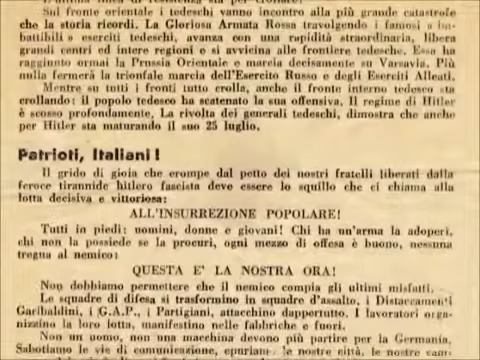 Sul fronte orientale i tedeschi vanno incontro alla più grande catastrofe
che la storia ricordi. La Gloriosa Armata Rossa travolgendo i famosi a im-
battibili » eserciti tedeschi, avanza con una rapidità straordinaria, libera
grandi centri ed intere regioni e si avvicina alle frontiere tedesche. Essa ha
raggiunto ormai la Prussia Orientale e marcia decisamente su Varsavia. Più
nulla fermerà la trionfale marcia dell'Esercito Russo e degli Eserciti Alleati.
Mentre su tutti i fronti tutto crolla, anche il fronte interno tedesco sta
crollando: il popolo tedesco ha scatenato la sua offensiva. Il regime di Hitler
è scosso profondamente. La rivolta dei generali tedeschi, dimostra che anche
per Hitler sta maturando il suo 25 luglio.
Patrioti, Italiani!
Il grido di gioia che erompe dal petto dei nostri fratelli liberati dalla
feroce tirannide hitlero fascista deve essere lo squillo che ci chiama alla
lotta decisiva e vittoriosa:
ALL'INSURREZIONE POPOLARE!
Tutti in piedi: uomini, donne e giovani! Chi ha un'arma la adoperi,
chi non la possiede se la procuri, ogni mezzo di offesa è buono, nessuna
tregua al nemico:
QUESTA E' LA NOSTRA ORA!
Non dobbiamo permettere che il nemico compia gli ultimi misfatti.
Le squadre di difesa si trasformino in squadre d'assalto, i Distaccamenti
Garibaldini, i G.A.P., i Partigiani, attacchino dappertutto. I lavoratori orga-
nizzino la loro lotta, manifestino nelle fabbriche e fuori.
Non un uomo, non una macchina devono più partire per la Germania,
Sabotiamo le vie di comunicazione, epuriamo le nostre città, le nostre cam-